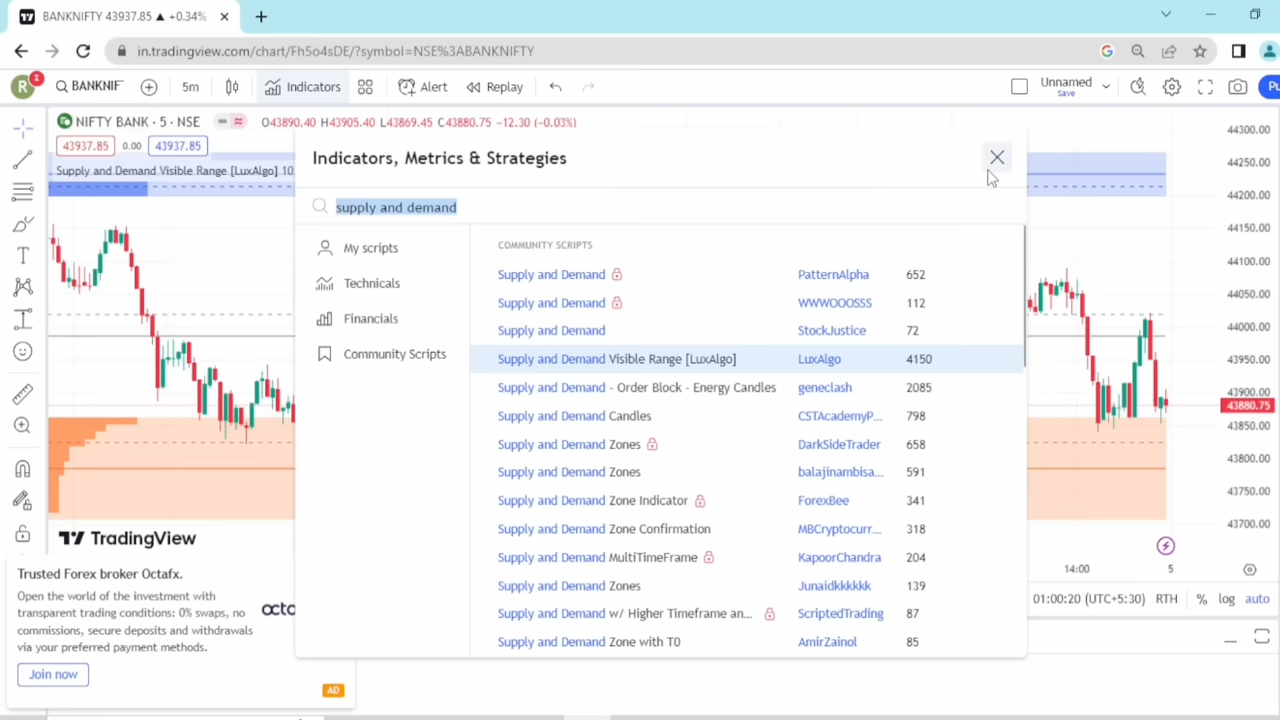 BANKNIFTY 43937.85 ▲ +0.34%
in.tradingview.com/chart/Fh5o4sDE/?symbol=NSE%3ABANKNIFTY
R 2 BANKNIF 5m Indicators Alert Replay Unnamed
Save
NIFTY BANK · 5 · NSE O43890.40 H43905.40 L43869.45 C43880.75 −12.30 (−0.03%)
43937.85 0.00 43937.85
Supply and Demand Visible Range [LuxAlgo] 10
Indicators, Metrics & Strategies
supply and demand
My scripts
Technicals
Financials
Community Scripts
COMMUNITY SCRIPTS
Supply and Demand PatternAlpha 652
Supply and Demand WWWOOOSSS 112
Supply and Demand StockJustice 72
Supply and Demand Visible Range [LuxAlgo] LuxAlgo 4150
Supply and Demand - Order Block - Energy Candles geneclash 2085
Supply and Demand Candles CSTAcademyP... 798
Supply and Demand Zones DarkSideTrader 658
Supply and Demand Zones balajinambisa... 591
Supply and Demand Zone Indicator ForexBee 341
Supply and Demand Zone Confirmation MBCryptocurr... 318
Supply and Demand MultiTimeFrame KapoorChandra 204
Supply and Demand Zones Junaidkkkkkk 139
Supply and Demand w/ Higher Timeframe an... ScriptedTrading 87
Supply and Demand Zone with T0 AmirZainol 85
44300.00
44250.00
44200.00
44150.00
44100.00
44050.00
44000.00
43950.00
43900.00
43880.75
43850.00
43800.00
43750.00
43700.00
14:00 5
01:00:20 (UTC+5:30) RTH % log auto
TradingView
Trusted Forex broker Octafx.
Open the world of the investment with
transparent trading conditions: 0% swaps, no
commissions, secure deposits and withdrawals
via your preferred payment methods.
octa
Join now
AD